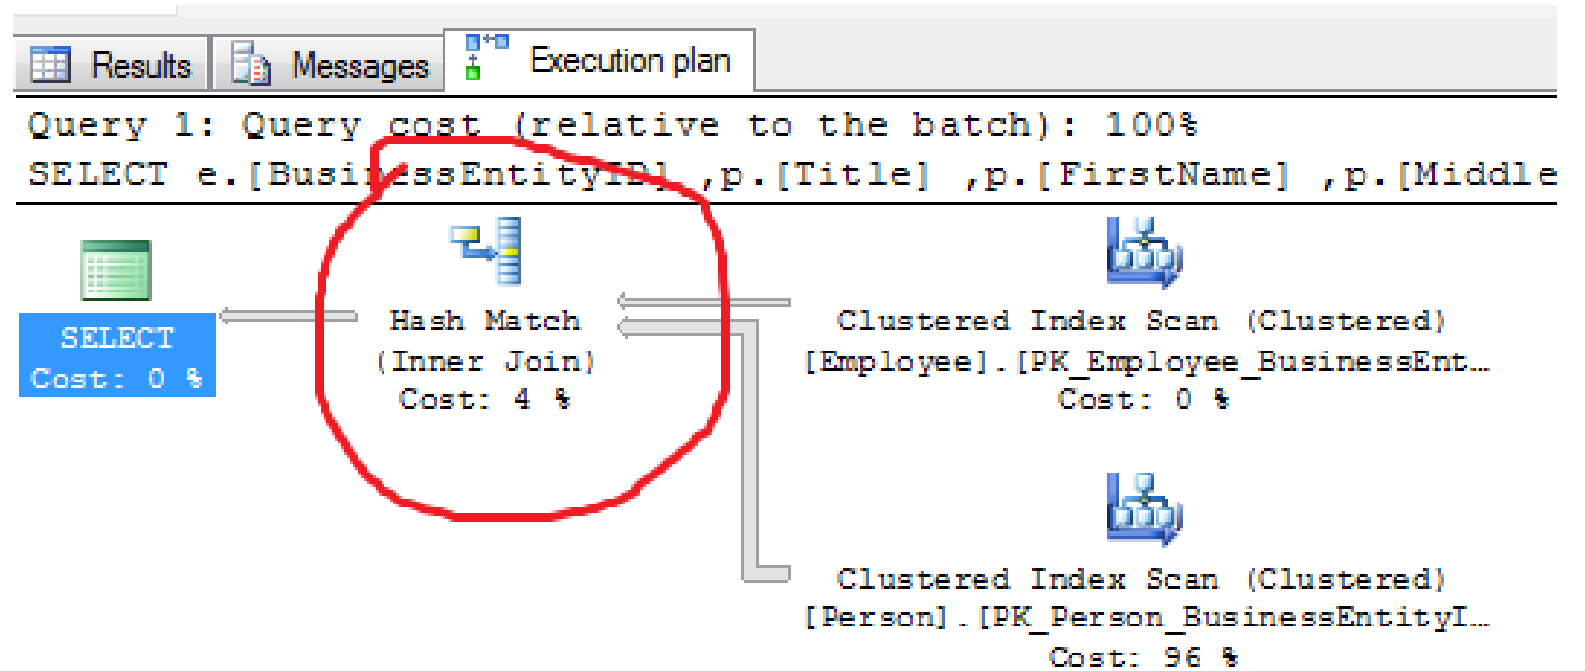 Results Messages Execution plan
Query 1: Query cost (relative to the batch): 100%
SELECT e.[BusinessEntityID] ,p.[Title] ,p.[FirstName] ,p.[Middle
SELECT
Cost: 0 %
Hash Match
(Inner Join)
Cost: 4 %
Clustered Index Scan (Clustered)
[Employee].[PK_Employee_BusinessEnt…
Cost: 0 %
Clustered Index Scan (Clustered)
[Person].[PK_Person_BusinessEntityI…
Cost: 96 %